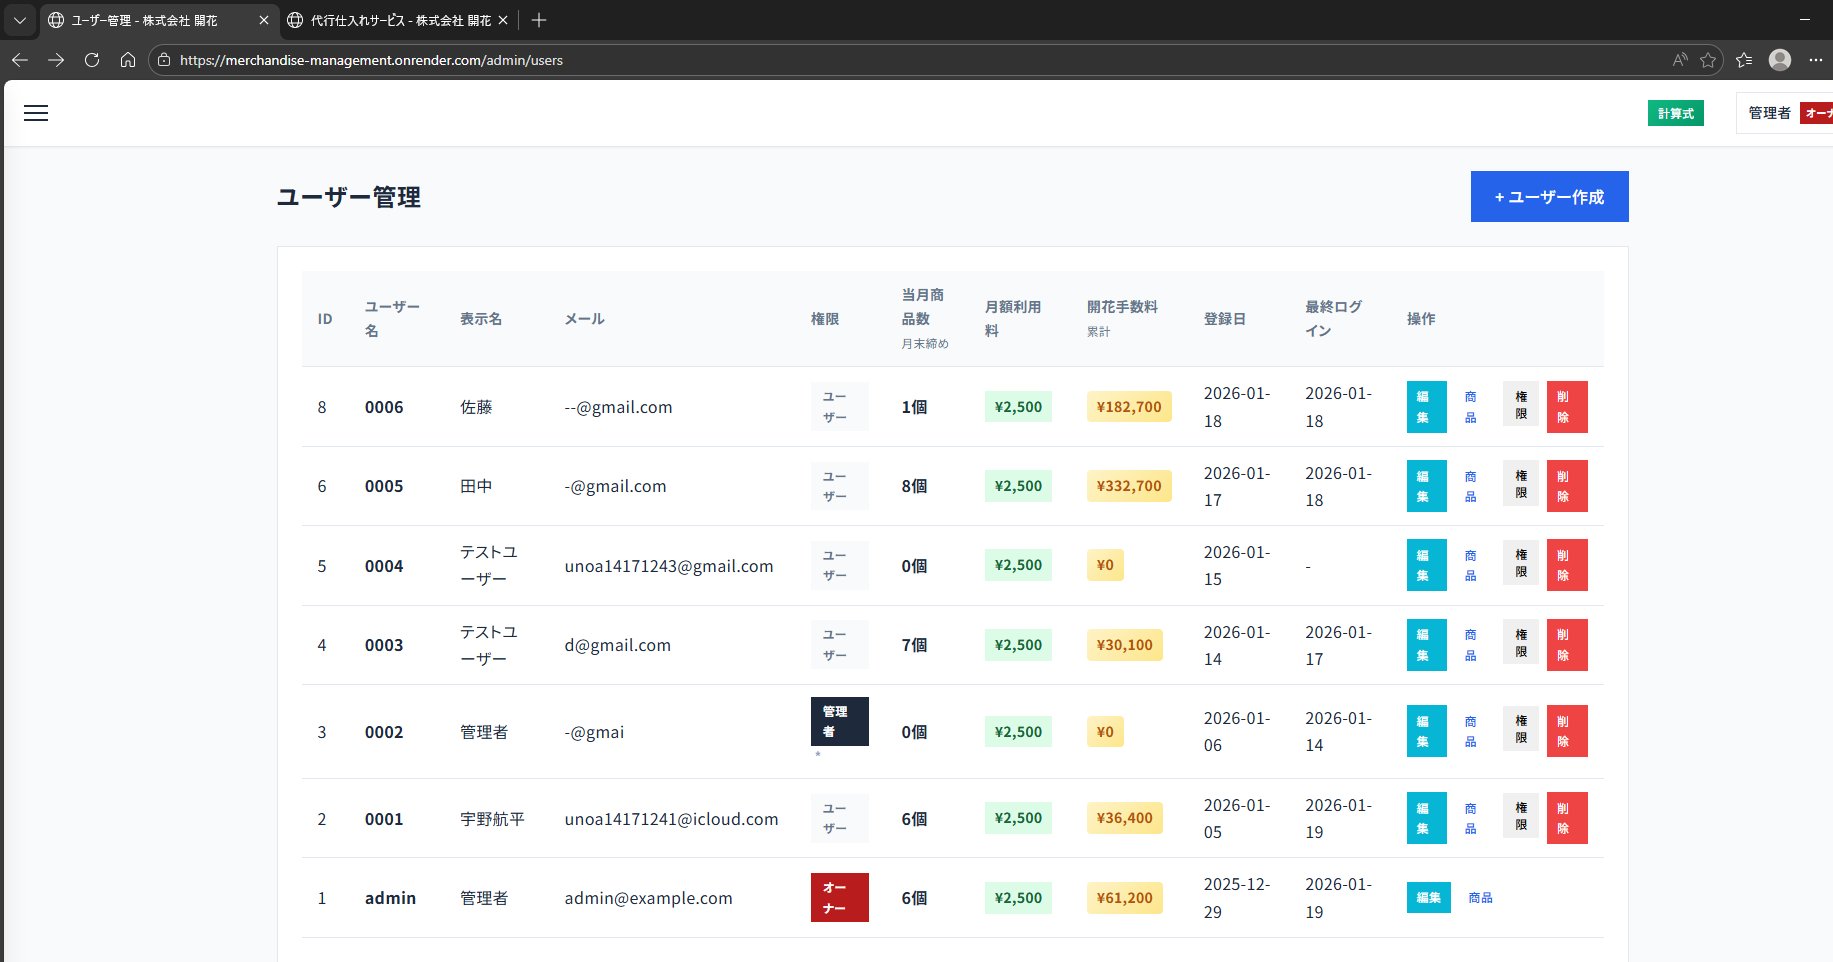 ユーザー管理 - 株式会社 開花
代行仕入れサービス - 株式会社 開花
https://merchandise-management.onrender.com/admin/users
計算式
管理者 オーナ
ユーザー管理
+ ユーザー作成
ID ユーザー名 表示名 メール 権限 当月商品数 月末締め 月額利用料 開花手数料 累計 登録日 最終ログイン 操作
8 0006 佐藤 --@gmail.com ユーザー 1個 ¥2,500 ¥182,700 2026-01-18 2026-01-18 編集 商品 権限 削除
6 0005 田中 -@gmail.com ユーザー 8個 ¥2,500 ¥332,700 2026-01-17 2026-01-18 編集 商品 権限 削除
5 0004 テストユーザー unoa14171243@gmail.com ユーザー 0個 ¥2,500 ¥0 2026-01-15 - 編集 商品 権限 削除
4 0003 テストユーザー d@gmail.com ユーザー 7個 ¥2,500 ¥30,100 2026-01-14 2026-01-17 編集 商品 権限 削除
3 0002 管理者 -@gmai 管理者 * 0個 ¥2,500 ¥0 2026-01-06 2026-01-14 編集 商品 権限 削除
2 0001 宇野航平 unoa14171241@icloud.com ユーザー 6個 ¥2,500 ¥36,400 2026-01-05 2026-01-19 編集 商品 権限 削除
1 admin 管理者 admin@example.com オーナー 6個 ¥2,500 ¥61,200 2025-12-29 2026-01-19 編集 商品